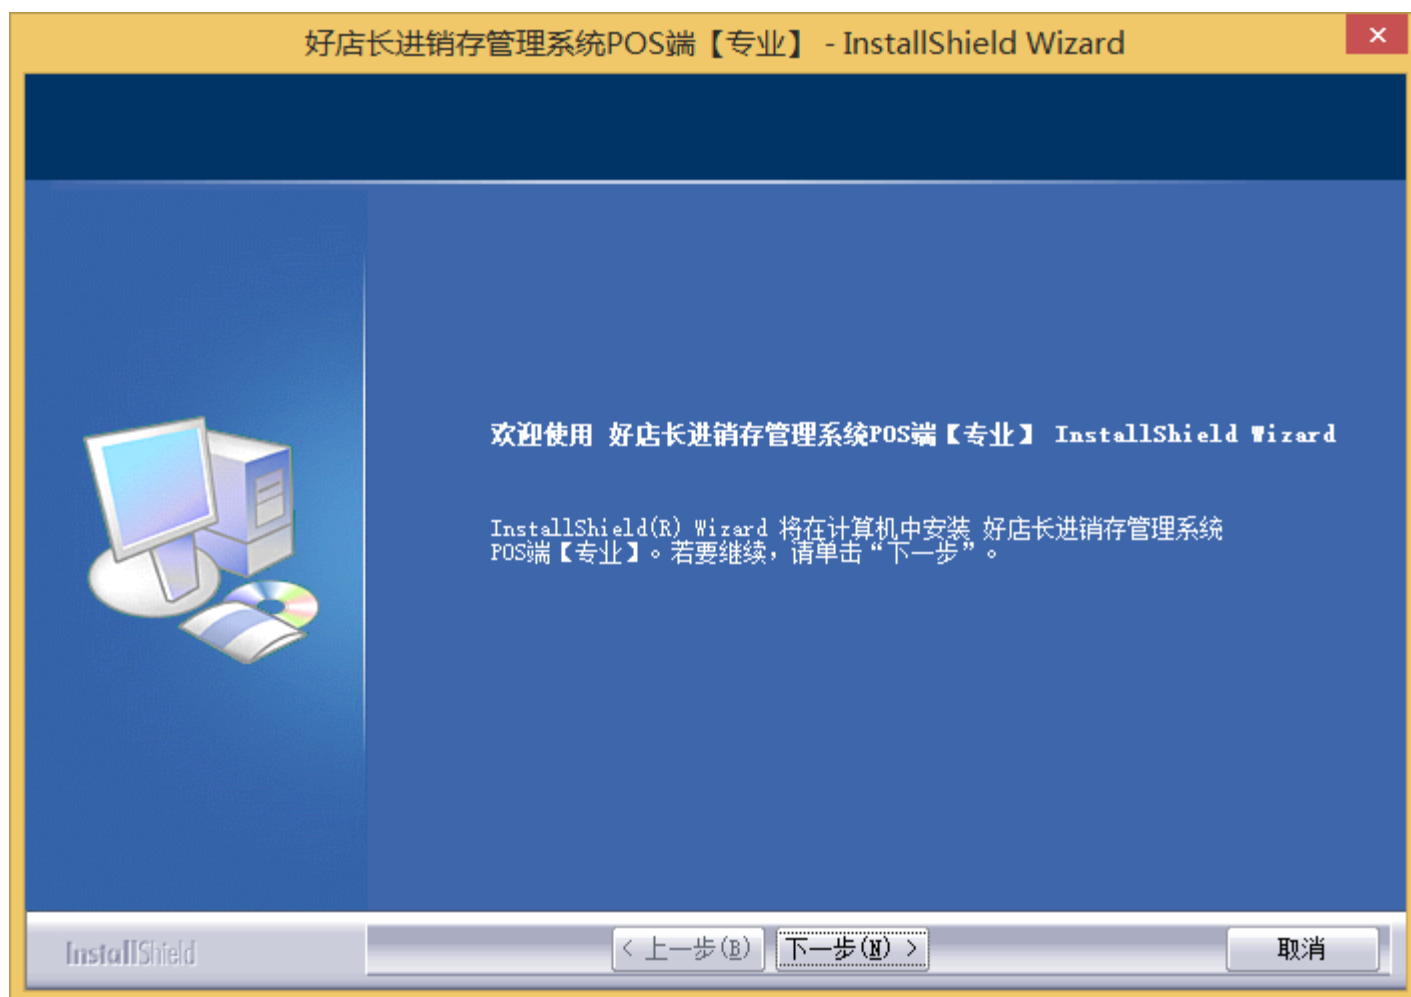 好店长进销存管理系统POS端【专业】 - InstallShield Wizard
欢迎使用 好店长进销存管理系统POS端【专业】 InstallShield Wizard
InstallShield(R) Wizard 将在计算机中安装 好店长进销存管理系统
POS端【专业】。若要继续，请单击“下一步”。
InstallShield
< 上一步(B)
下一步(N) >
取消